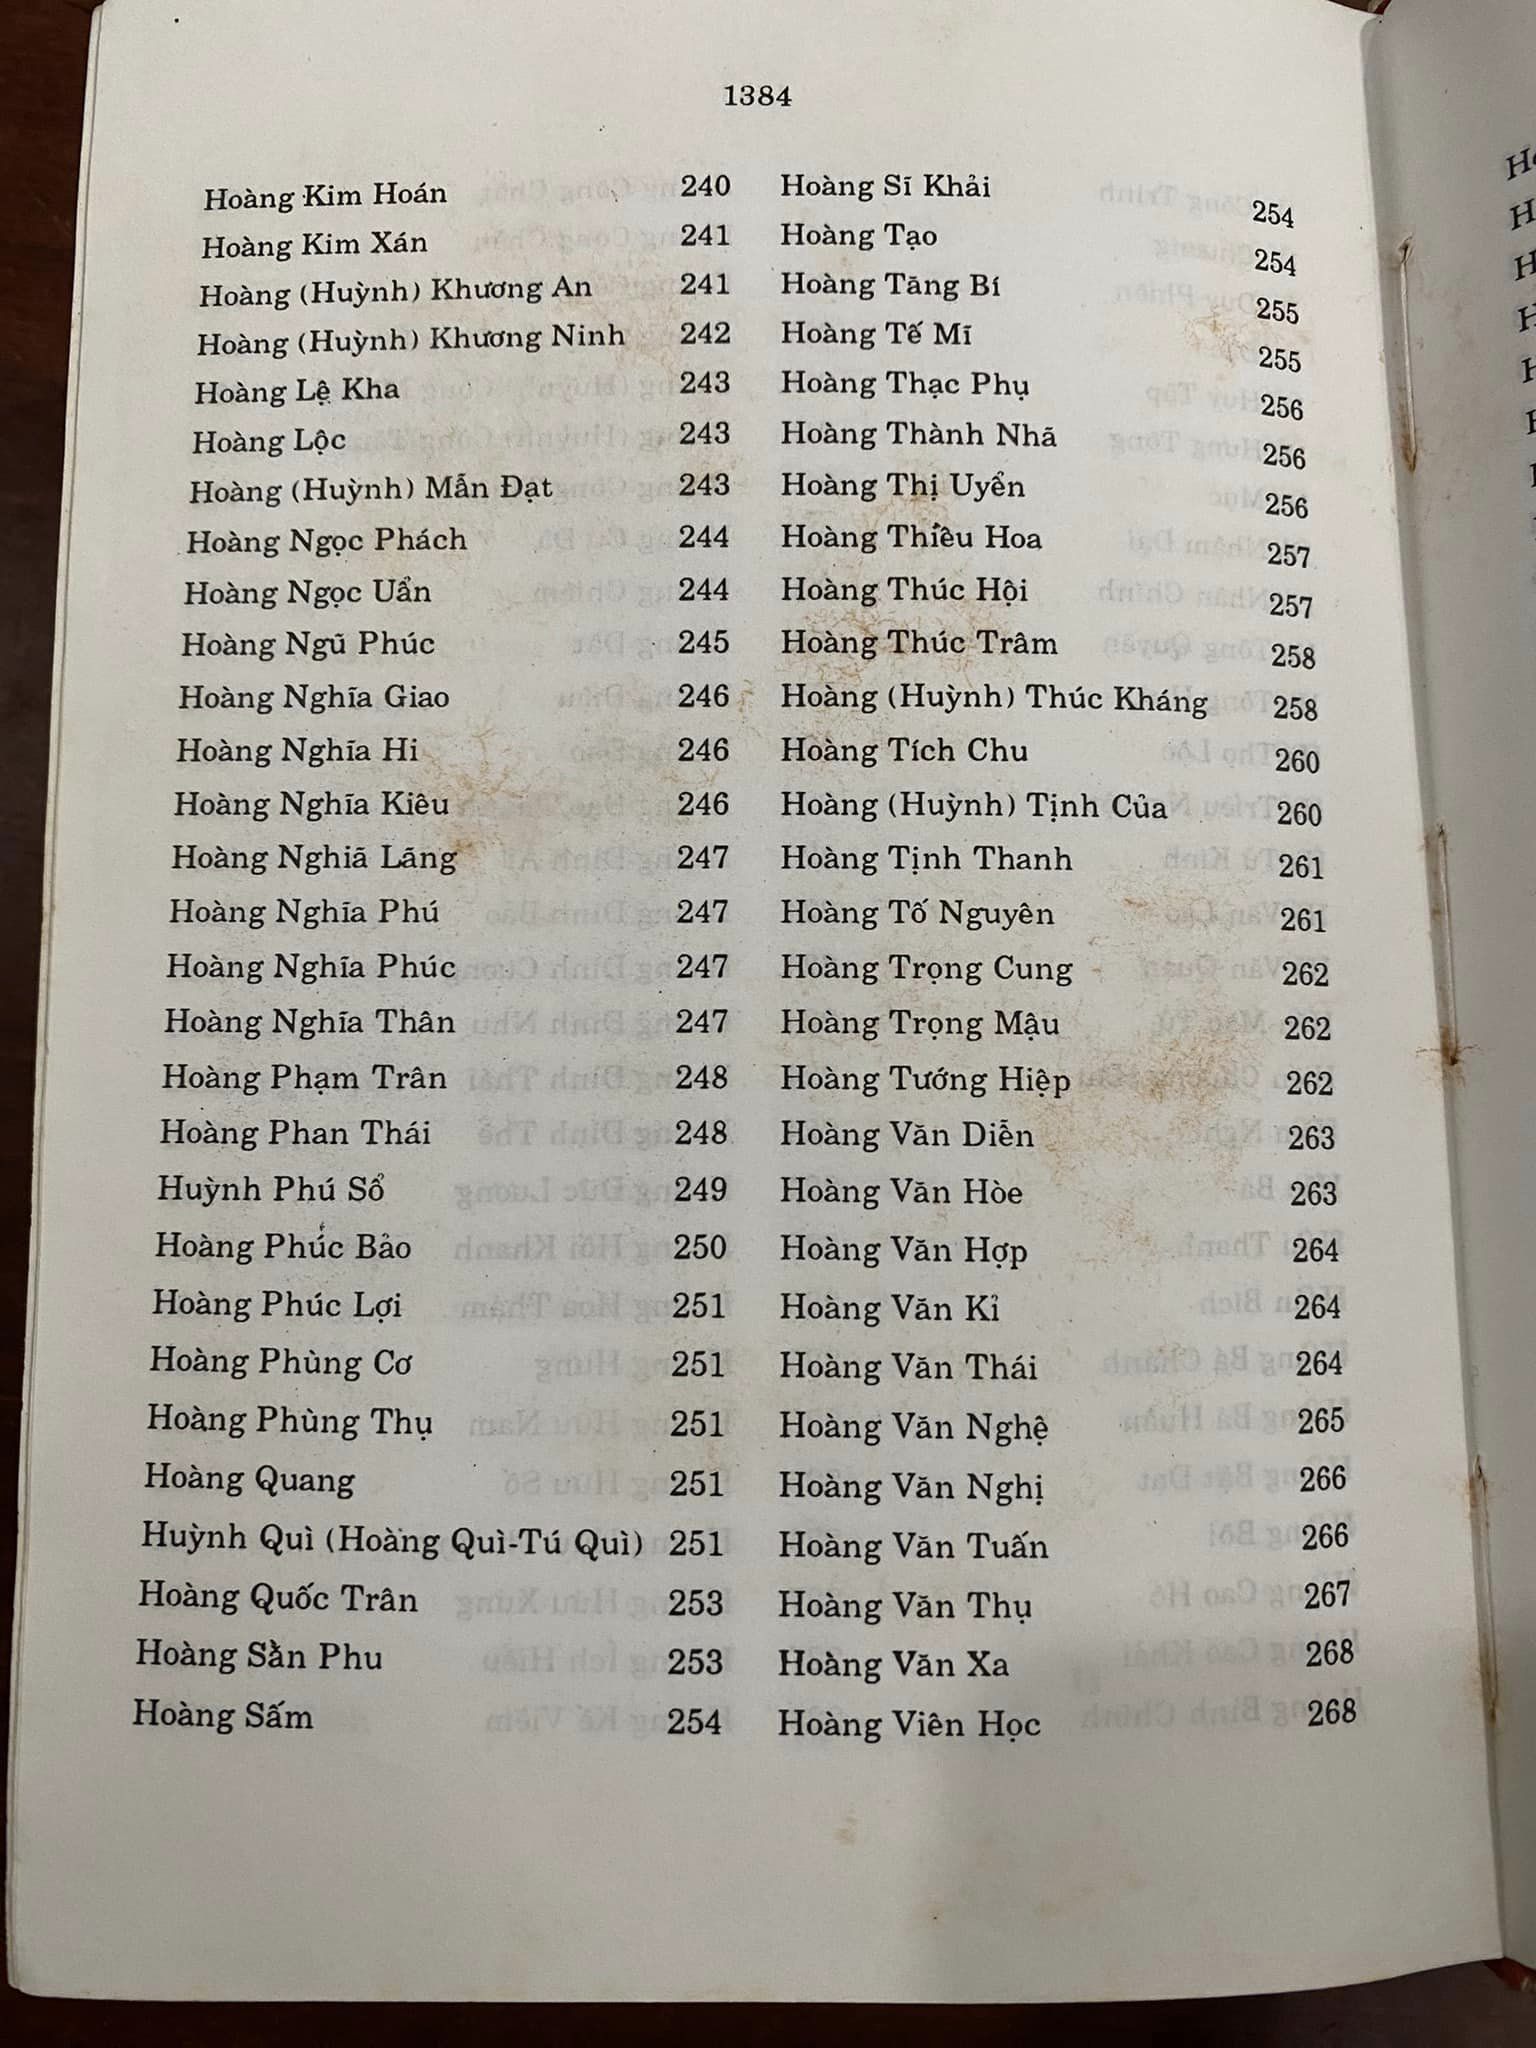 1384
Hoàng Kim Hoán 240
Hoàng Kim Xán 241
Hoàng (Huỳnh) Khương An 241
Hoàng (Huỳnh) Khương Ninh 242
Hoàng Lệ Kha 243
Hoàng Lộc 243
Hoàng (Huỳnh) Mẫn Đạt 243
Hoàng Ngọc Phách 244
Hoàng Ngọc Uẩn 244
Hoàng Ngũ Phúc 245
Hoàng Nghĩa Giao 246
Hoàng Nghĩa Hi 246
Hoàng Nghĩa Kiêu 246
Hoàng Nghiã Lãng 247
Hoàng Nghĩa Phú 247
Hoàng Nghĩa Phúc 247
Hoàng Nghĩa Thân 247
Hoàng Phạm Trân 248
Hoàng Phan Thái 248
Huỳnh Phú Sổ 249
Hoàng Phúc Bảo 250
Hoàng Phúc Lợi 251
Hoàng Phùng Cơ 251
Hoàng Phùng Thụ 251
Hoàng Quang 251
Huỳnh Quì (Hoàng Quì-Tú Quì) 251
Hoàng Quốc Trân 253
Hoàng Sằn Phu 253
Hoàng Sấm 254
Hoàng Sĩ Khải 254
Hoàng Tạo 254
Hoàng Tăng Bí 255
Hoàng Tế Mĩ 255
Hoàng Thạc Phụ 256
Hoàng Thành Nhã 256
Hoàng Thị Uyển 256
Hoàng Thiều Hoa 257
Hoàng Thúc Hội 257
Hoàng Thúc Trâm 258
Hoàng (Huỳnh) Thúc Kháng 258
Hoàng Tích Chu 260
Hoàng (Huỳnh) Tịnh Của 260
Hoàng Tịnh Thanh 261
Hoàng Tố Nguyên 261
Hoàng Trọng Cung 262
Hoàng Trọng Mậu 262
Hoàng Tướng Hiệp 262
Hoàng Văn Diễn 263
Hoàng Văn Hòe 263
Hoàng Văn Hợp 264
Hoàng Văn Kỉ 264
Hoàng Văn Thái 264
Hoàng Văn Nghệ 265
Hoàng Văn Nghị 266
Hoàng Văn Tuấn 266
Hoàng Văn Thụ 267
Hoàng Văn Xa 268
Hoàng Viên Học 268